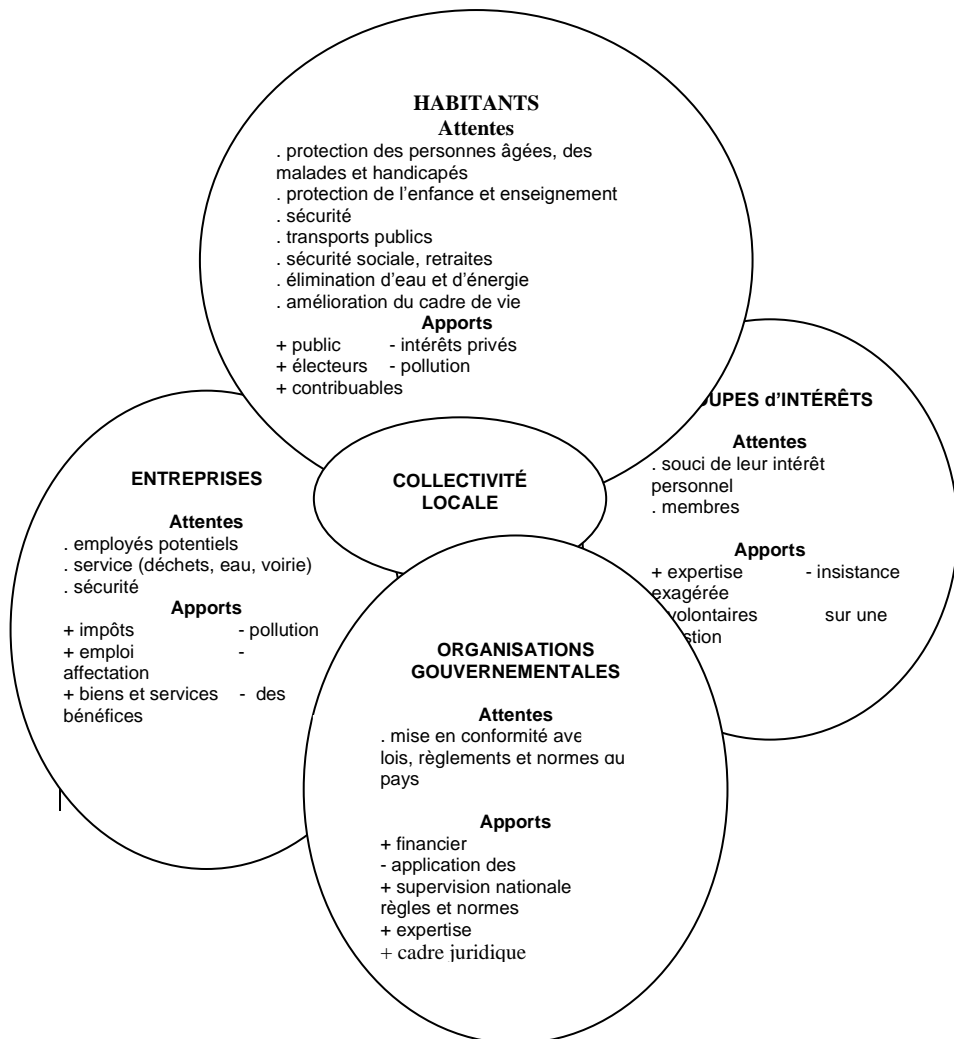 HABITANTS
Attentes
. protection des personnes âgées, des
malades et handicapés
. protection de l’enfance et enseignement
. sécurité
. transports publics
. sécurité sociale, retraites
. élimination d’eau et d’énergie
. amélioration du cadre de vie
Apports
+ public - intérêts privés
+ électeurs - pollution
+ contribuables
COLLECTIVITÉ
LOCALE
ENTREPRISES
Attentes
. employés potentiels
. service (déchets, eau, voirie)
. sécurité
Apports
+ impôts - pollution
+ emploi -
affectation
+ biens et services - des
bénéfices
UPES d’INTÉRÊTS
Attentes
. souci de leur intérêt
personnel
. membres
Apports
+ expertise - insistance
exagérée
volontaires sur une
stion
ORGANISATIONS
GOUVERNEMENTALES
Attentes
. mise en conformité ave
lois, règlements et normes du
pays
Apports
+ financier
- application des
+ supervision nationale
règles et normes
+ expertise
+ cadre juridique